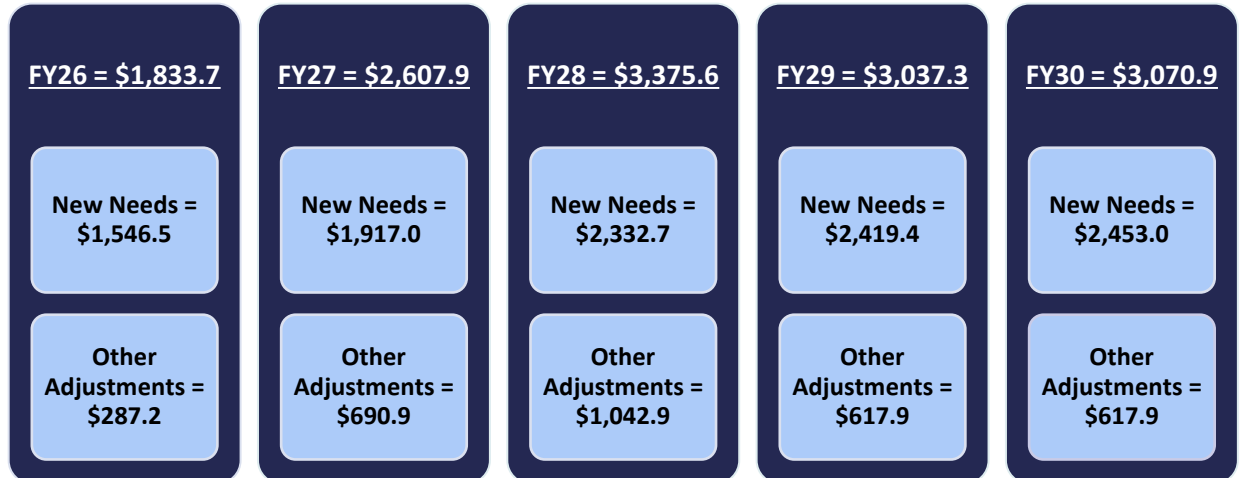 FY26 = $1,833.7
New Needs =
$1,546.5
Other
Adjustments =
$287.2
FY27 = $2,607.9
New Needs =
$1,917.0
Other
Adjustments =
$690.9
FY28 = $3,375.6
New Needs =
$2,332.7
Other
Adjustments =
$1,042.9
FY29 = $3,037.3
New Needs =
$2,419.4
Other
Adjustments =
$617.9
FY30 = $3,070.9
New Needs =
$2,453.0
Other
Adjustments =
$617.9